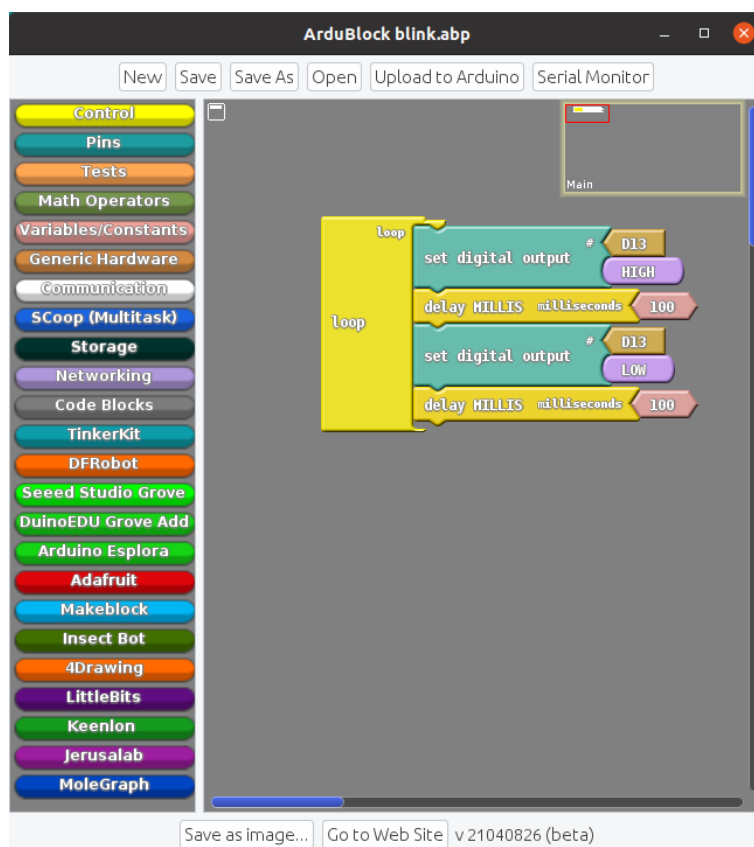 ArduBlock blink.abp
New Save Save As Open Upload to Arduino Serial Monitor
Control
Pins
Tests
Math Operators
Variables/Constants
Generic Hardware
Communication
SCoop (Multitask)
Storage
Networking
Code Blocks
TinkerKit
DFRobot
Seeed Studio Grove
DuinoEDU Grove Add
Arduino Esplora
Adafruit
Makeblock
Insect Bot
4Drawing
LittleBits
Keenlon
Jerusalab
MoleGraph
Main
loop
loop
set digital output # D13
HIGH
delay MILLIS milliseconds 100
set digital output # D13
LOW
delay MILLIS milliseconds 100
Save as image... Go to Web Site v 21040826 (beta)